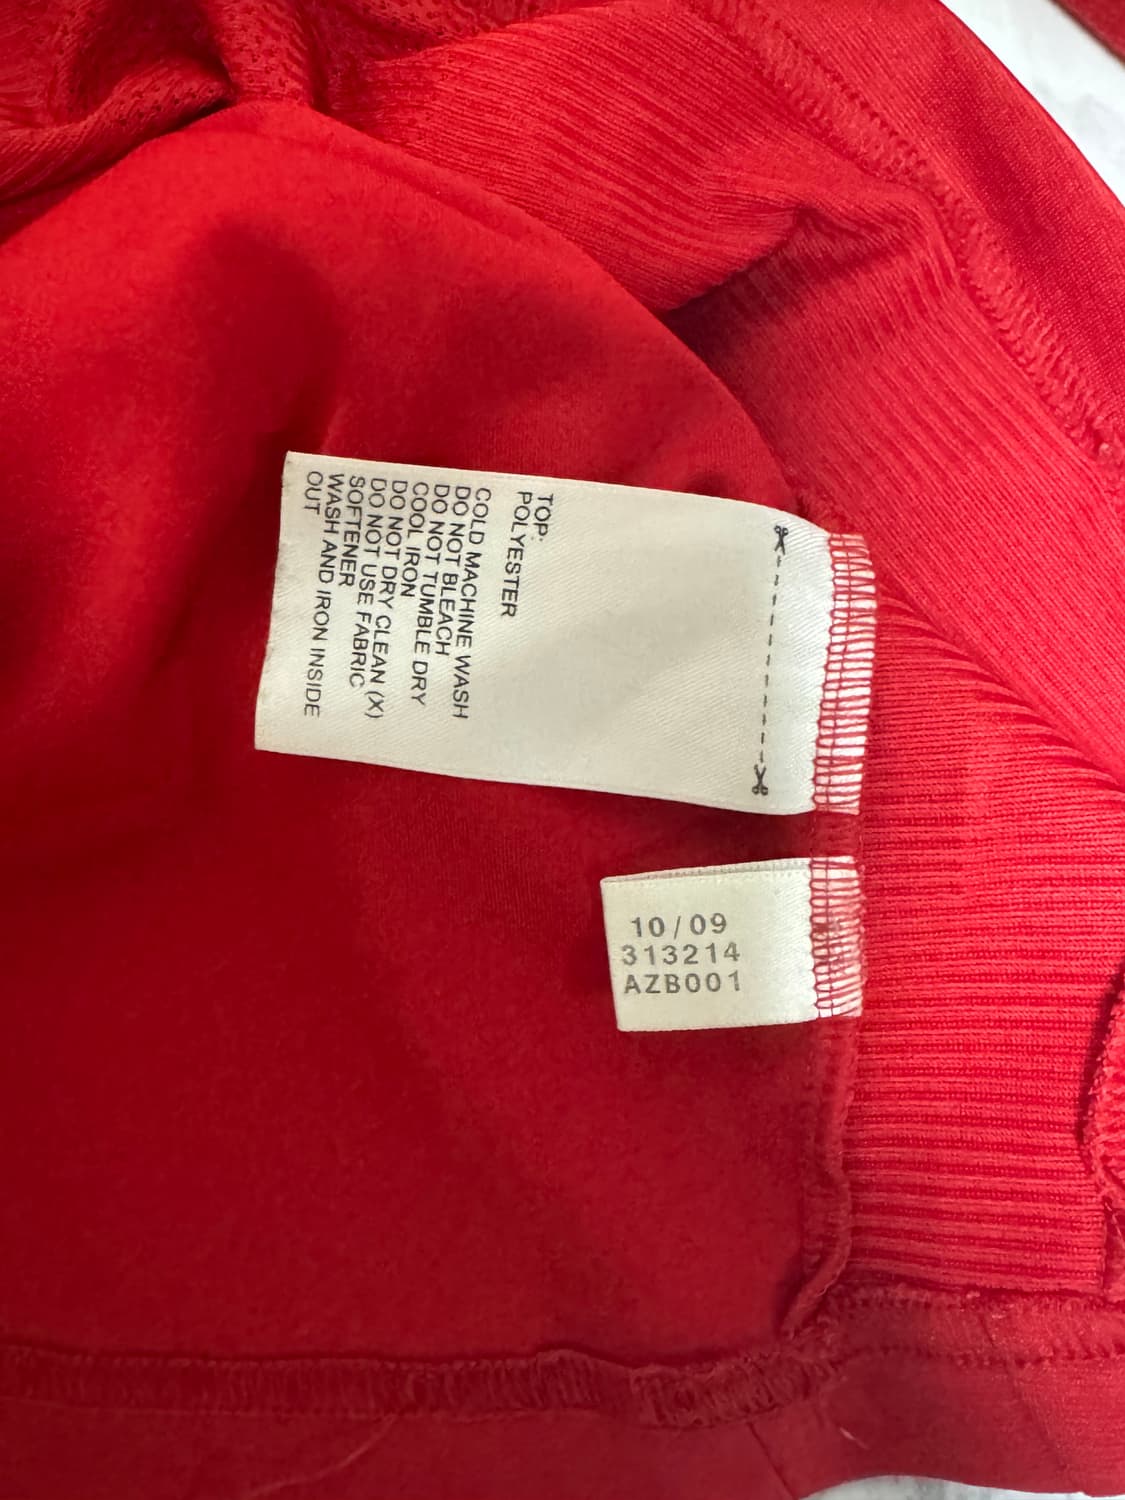 TOP:
POLYESTER
COLD MACHINE WASH
DO NOT BLEACH
DO NOT TUMBLE DRY
COOL IRON
DO NOT DRY CLEAN (X)
DO NOT USE FABRIC
SOFTENER
WASH AND IRON INSIDE
OUT
10/09
313214
AZB001